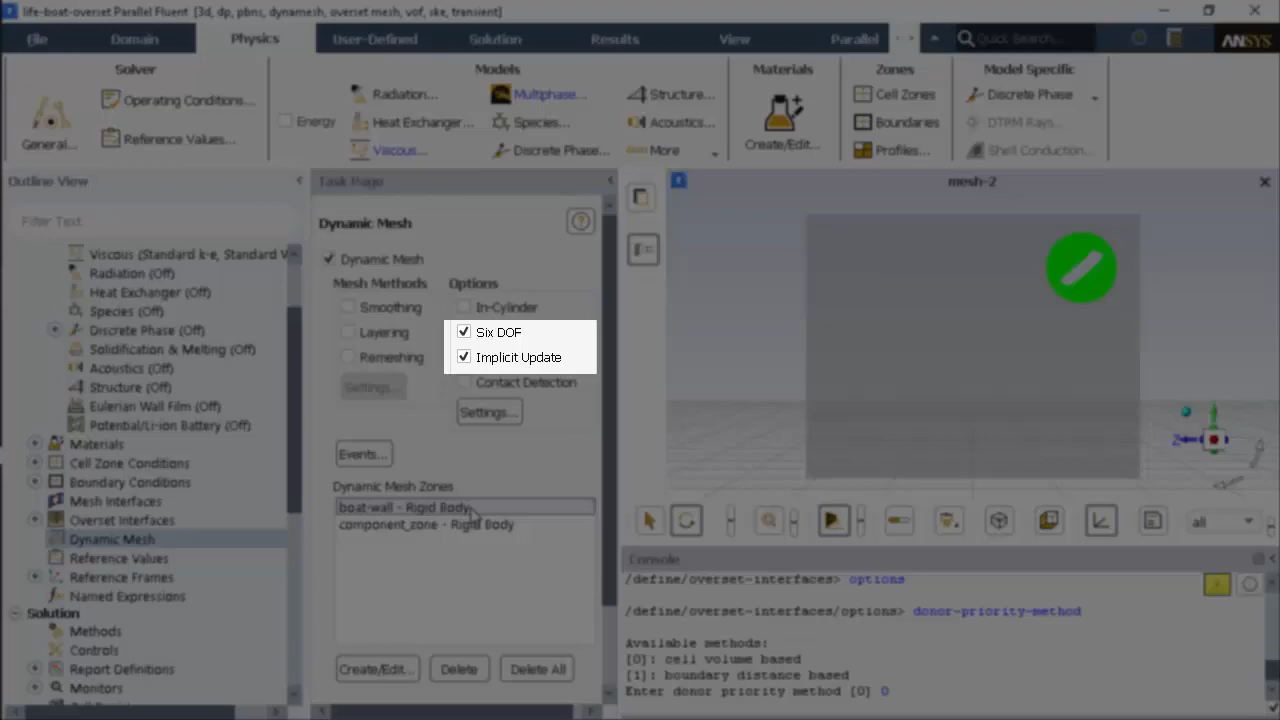 life-boat-overset Parallel Fluent [3d, dp, pbns, dynamesh, overset mesh, vof, ske, transient]
File Domain Physics User-Defined Solution Results View Parallel Quick Search... ANSYS
Solver Models Materials Zones Model Specific
Operating Conditions... Radiation... Multiphase... Structure... Cell Zones Discrete Phase
Energy Heat Exchanger... Species... Acoustics... Boundaries DTRM Rays...
General... Reference Values... Viscous... Discrete Phase... More Create/Edit... Profiles... Shell Conduction...
Outline View
Filter Text
Viscous (Standard k-e, Standard W
Radiation (Off)
Heat Exchanger (Off)
Species (Off)
Discrete Phase (Off)
Solidification & Melting (Off)
Acoustics (Off)
Structure (Off)
Eulerian Wall Film (Off)
Potential/Li-ion Battery (Off)
Materials
Cell Zone Conditions
Boundary Conditions
Mesh Interfaces
Overset Interfaces
Dynamic Mesh
Reference Values
Reference Frames
Named Expressions
Solution
Methods
Controls
Report Definitions
Monitors
Task Page
Dynamic Mesh
Dynamic Mesh
Mesh Methods Options
Smoothing In-Cylinder
Layering Six DOF
Remeshing Implicit Update
Settings... Contact Detection
Settings...
Events...
Dynamic Mesh Zones
boat-wall - Rigid Body
component_zone - Rigid Body
Create/Edit... Delete Delete All
mesh-2
Z
all
Console
/define/overset-interfaces> options
/define/overset-interfaces/options> donor-priority-method
Available methods:
[0]: cell volume based
[1]: boundary distance based
Enter donor priority method [0] 0